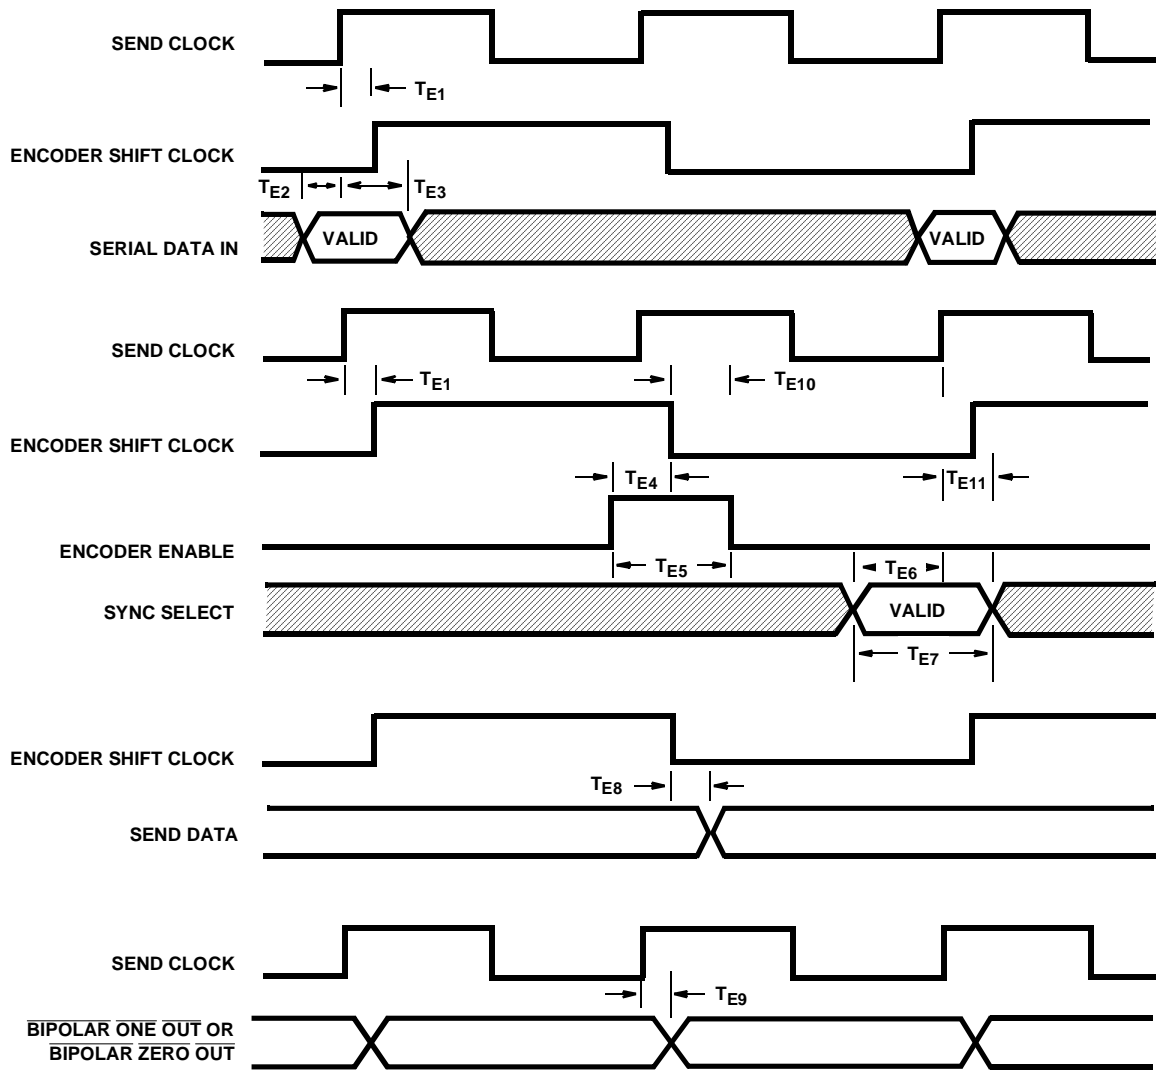 SEND CLOCK
TE1
ENCODER SHIFT CLOCK
TE2
TE3
VALID
VALID
SERIAL DATA IN
SEND CLOCK
TE1
TE10
ENCODER SHIFT CLOCK
TE4
TE11
ENCODER ENABLE
TE5
TE6
SYNC SELECT
VALID
TE7
ENCODER SHIFT CLOCK
TE8
SEND DATA
SEND CLOCK
TE9
BIPOLAR ONE OUT OR
BIPOLAR ZERO OUT